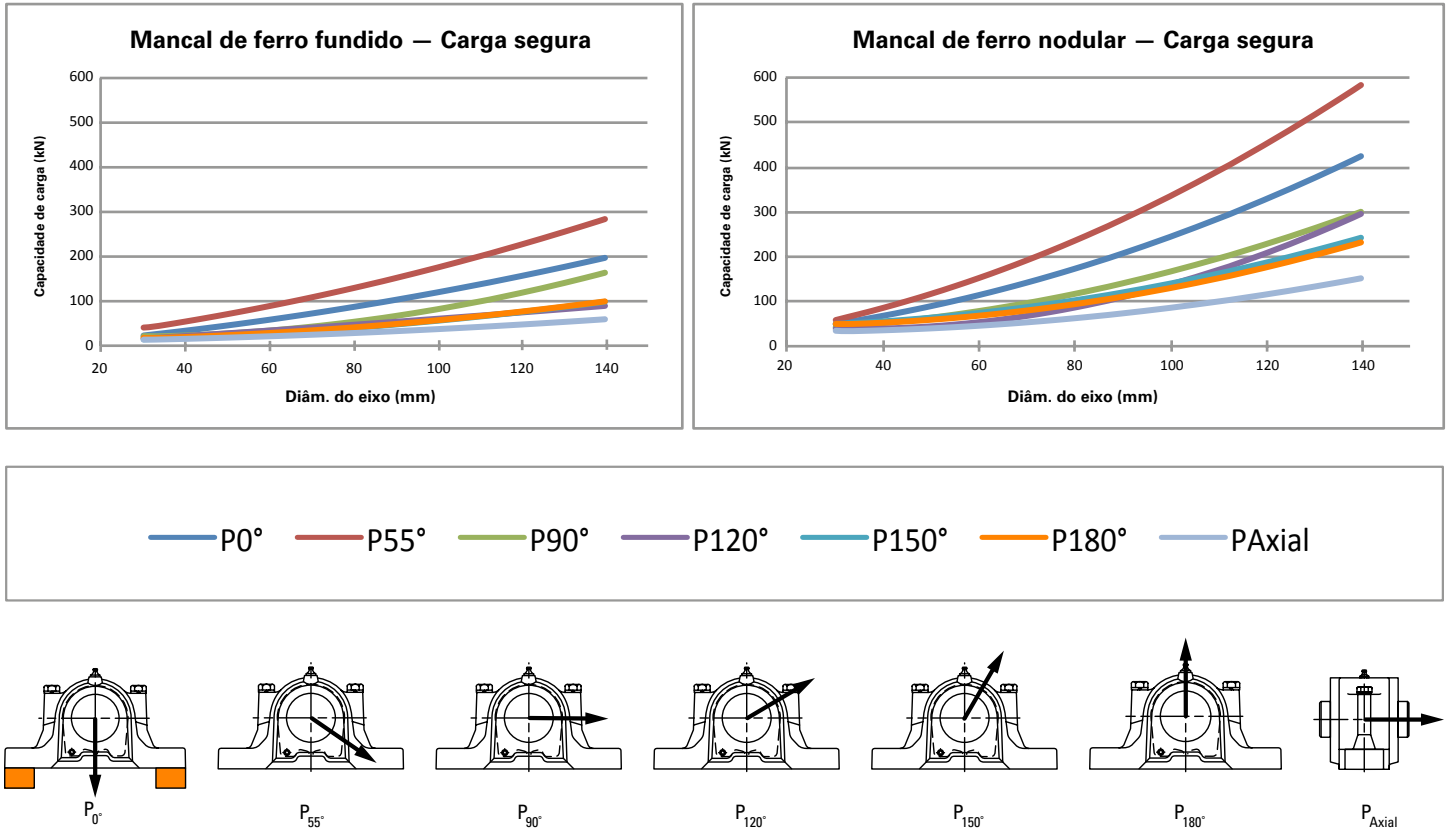 Mancal de ferro fundido — Carga segura
Capacidade de carga (kN)
600
500
400
300
200
100
0
20 40 60 80 100 120 140
Diâm. do eixo (mm)
Mancal de ferro nodular — Carga segura
Capacidade de carga (kN)
600
500
400
300
200
100
0
20 40 60 80 100 120 140
Diâm. do eixo (mm)
P0° P55° P90° P120° P150° P180° PAxial
P0° P55° P90° P120° P150° P180° PAxial